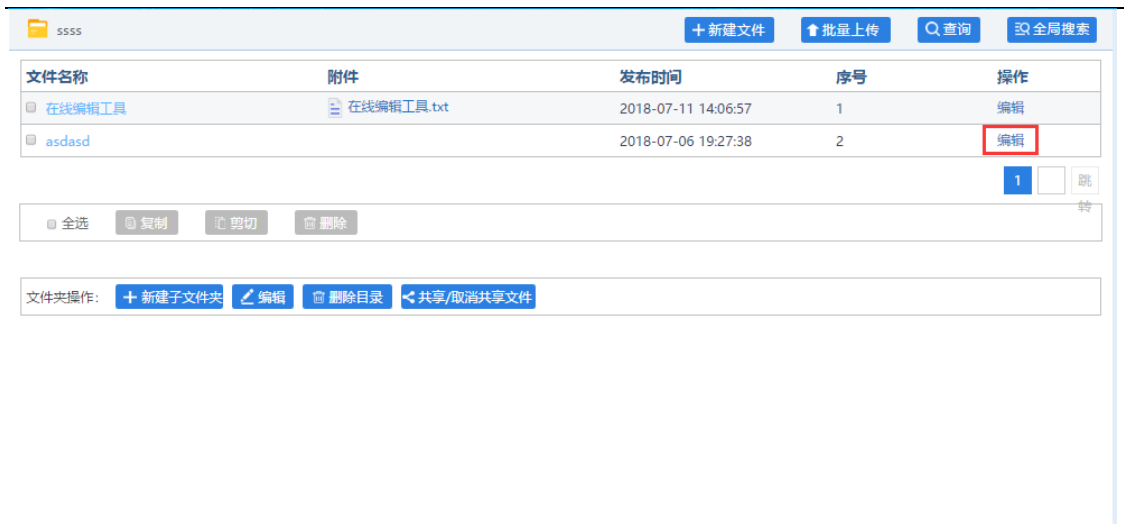 ssss 新建文件 批量上传 查询 全局搜索
文件名称 附件 发布时间 序号 操作
在线编辑工具 在线编辑工具.txt 2018-07-11 14:06:57 1 编辑
asdasd 2018-07-06 19:27:38 2 编辑
1 跳
转
全选 复制 剪切 删除
文件夹操作: 新建子文件夹 编辑 删除目录 共享/取消共享文件